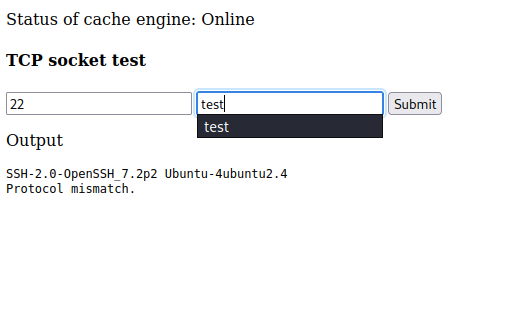 Status of cache engine: Online
TCP socket test
22 test Submit
test
Output
SSH-2.0-OpenSSH_7.2p2 Ubuntu-4ubuntu2.4
Protocol mismatch.